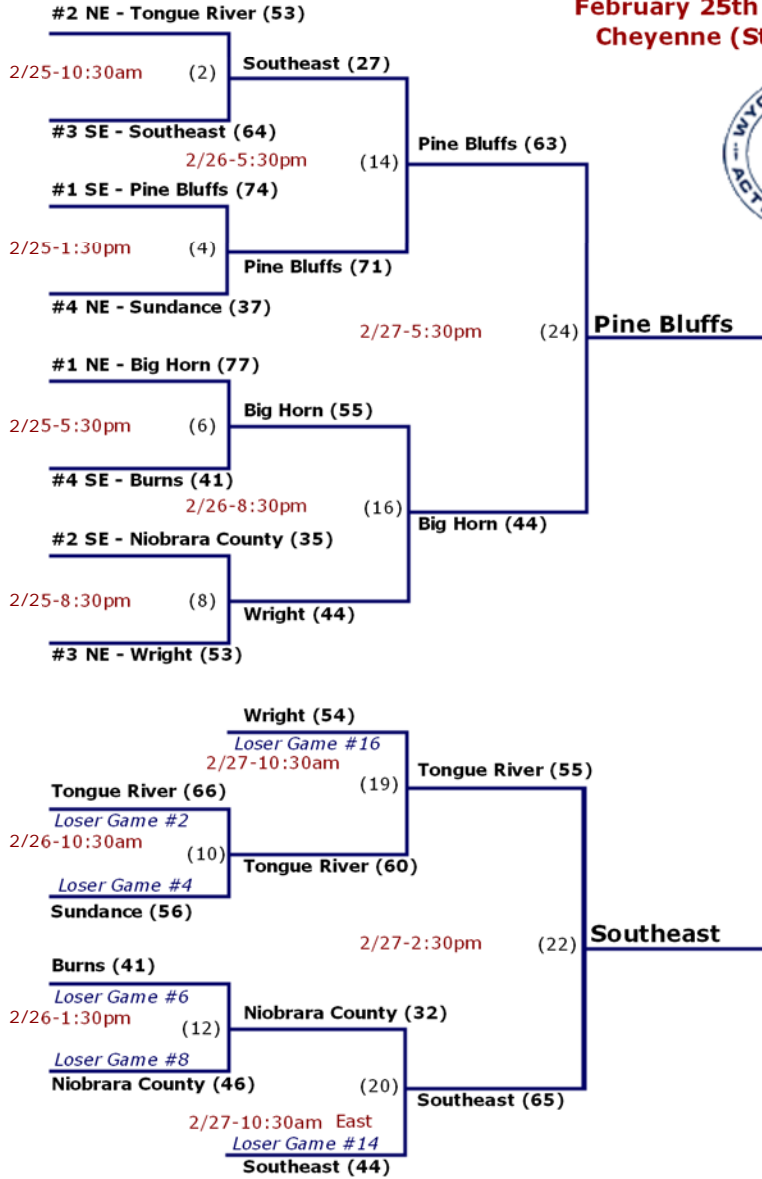 February 25th
Cheyenne (St
WYO
ACT
#2 NE - Tongue River (53)
2/25-10:30am (2)
Southeast (27)
#3 SE - Southeast (64)
2/26-5:30pm (14)
Pine Bluffs (63)
#1 SE - Pine Bluffs (74)
2/25-1:30pm (4)
Pine Bluffs (71)
#4 NE - Sundance (37)
2/27-5:30pm (24)
Pine Bluffs
#1 NE - Big Horn (77)
2/25-5:30pm (6)
Big Horn (55)
#4 SE - Burns (41)
2/26-8:30pm (16)
Big Horn (44)
#2 SE - Niobrara County (35)
2/25-8:30pm (8)
Wright (44)
#3 NE - Wright (53)
Wright (54)
Loser Game #16
2/27-10:30am
(19)
Tongue River (55)
Tongue River (66)
Loser Game #2
2/26-10:30am
(10)
Tongue River (60)
Loser Game #4
Sundance (56)
2/27-2:30pm (22)
Southeast
Burns (41)
Loser Game #6
2/26-1:30pm
(12)
Niobrara County (32)
Loser Game #8
Niobrara County (46)
(20)
Southeast (65)
2/27-10:30am East
Loser Game #14
Southeast (44)